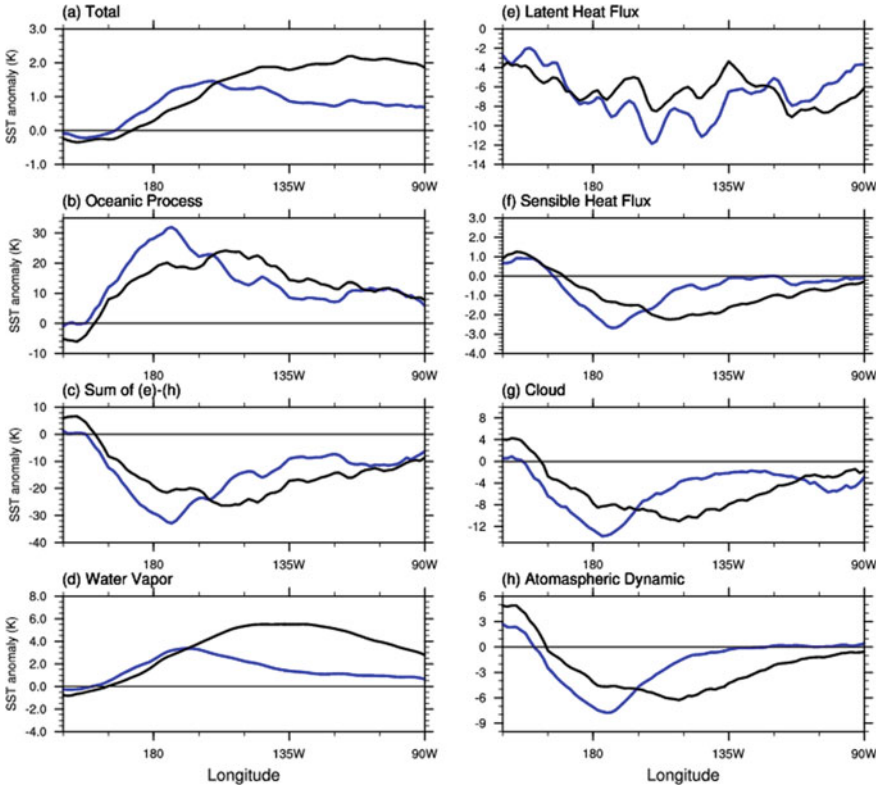 (a) Total
SST anomaly (K)
3.0
2.0
1.0
0.0
-1.0
180
135W
90W
(b) Oceanic Process
SST anomaly (K)
30
20
10
0
-10
180
135W
90W
(c) Sum of (e)-(h)
SST anomaly (K)
10
0
-10
-20
-30
-40
180
135W
90W
(d) Water Vapor
SST anomaly (K)
8.0
6.0
4.0
2.0
0.0
-2.0
-4.0
180
135W
90W
Longitude
(e) Latent Heat Flux
0
-2
-4
-6
-8
-10
-12
-14
180
135W
90W
(f) Sensible Heat Flux
3.0
2.0
1.0
0.0
-1.0
-2.0
-3.0
-4.0
180
135W
90W
(g) Cloud
8
4
0
-4
-8
-12
180
135W
90W
(h) Atomaspheric Dynamic
6
3
0
-3
-6
-9
180
135W
90W
Longitude